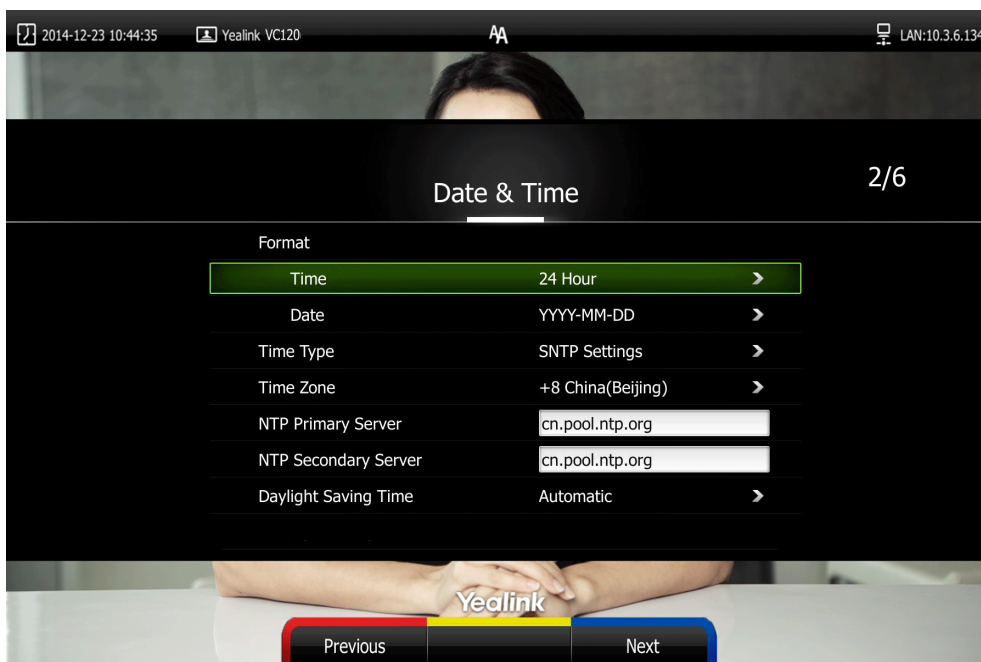 2014-12-23 10:44:35 Yealink VC120 AA LAN:10.3.6.134
Date & Time 2/6
Format
Time 24 Hour
Date YYYY-MM-DD
Time Type SNTP Settings
Time Zone +8 China(Beijing)
NTP Primary Server cn.pool.ntp.org
NTP Secondary Server cn.pool.ntp.org
Daylight Saving Time Automatic
Yealink
Previous Next